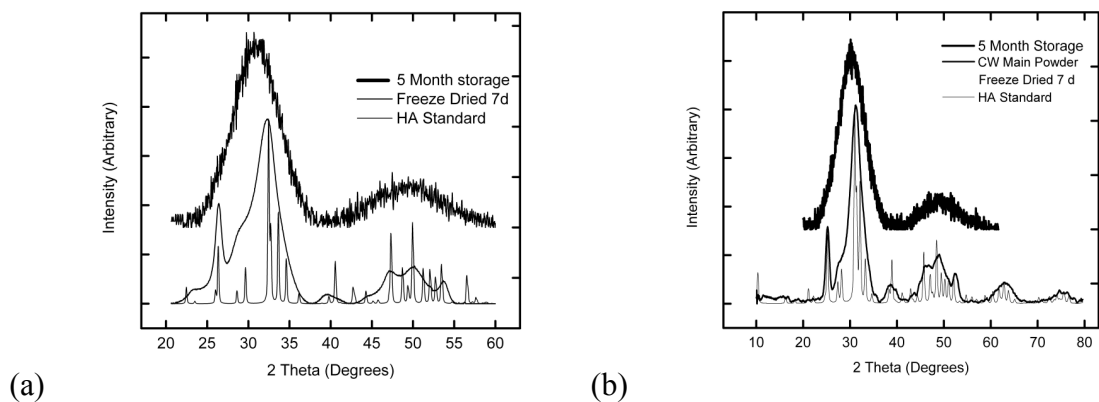 Intensity (Arbitrary)
5 Month storage
Freeze Dried 7d
HA Standard
20 25 30 35 40 45 50 55 60
2 Theta (Degrees)
(a)
Intensity (Arbitrary)
5 Month Storage
CW Main Powder
Freeze Dried 7 d
HA Standard
10 20 30 40 50 60 70 80
2 Theta (Degrees)
(b)